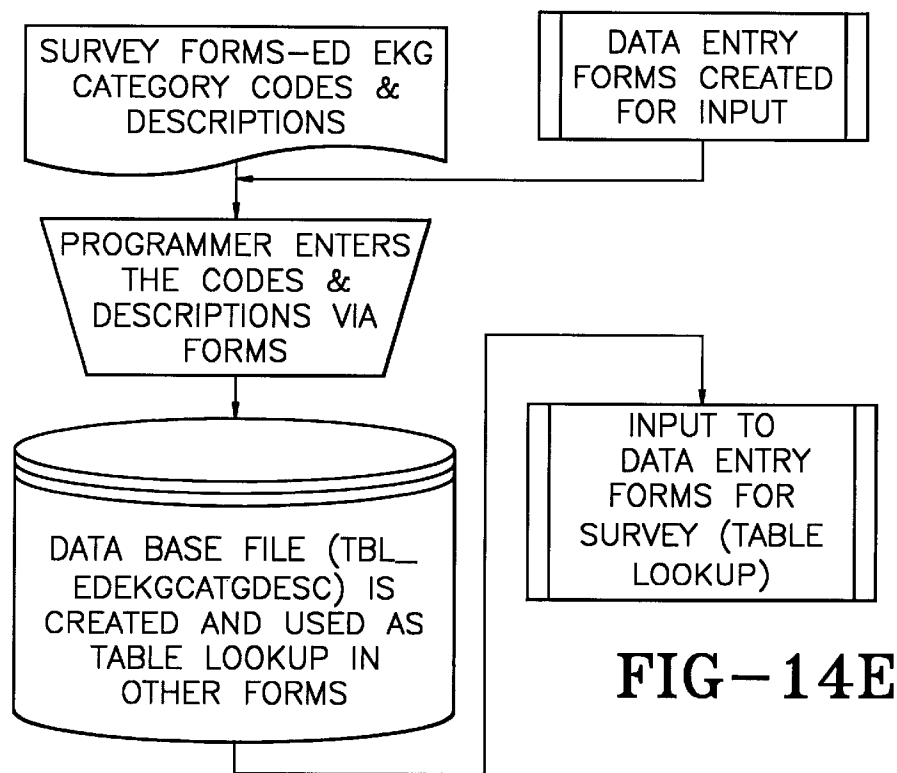 SURVEY FORMS-ED EKG
CATEGORY CODES &
DESCRIPTIONS
DATA ENTRY
FORMS CREATED
FOR INPUT
PROGRAMMER ENTERS
THE CODES &
DESCRIPTIONS VIA
FORMS
DATA BASE FILE (TBL_
EDEKGCATGDESC) IS
CREATED AND USED AS
TABLE LOOKUP IN
OTHER FORMS
INPUT TO
DATA ENTRY
FORMS FOR
SURVEY (TABLE
LOOKUP)
FIG-14E